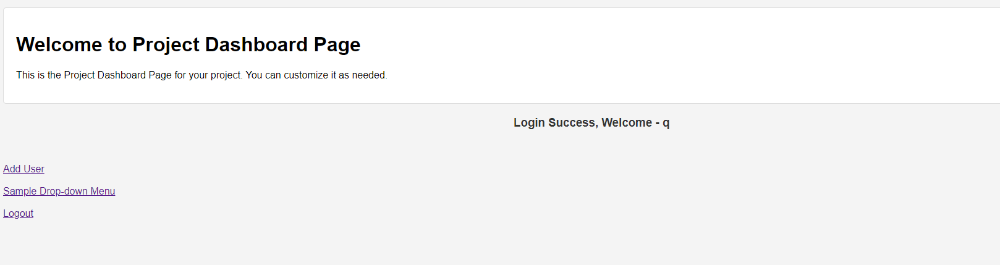 Welcome to Project Dashboard Page
This is the Project Dashboard Page for your project. You can customize it as needed.
Login Success, Welcome - q
Add User
Sample Drop-down Menu
Logout